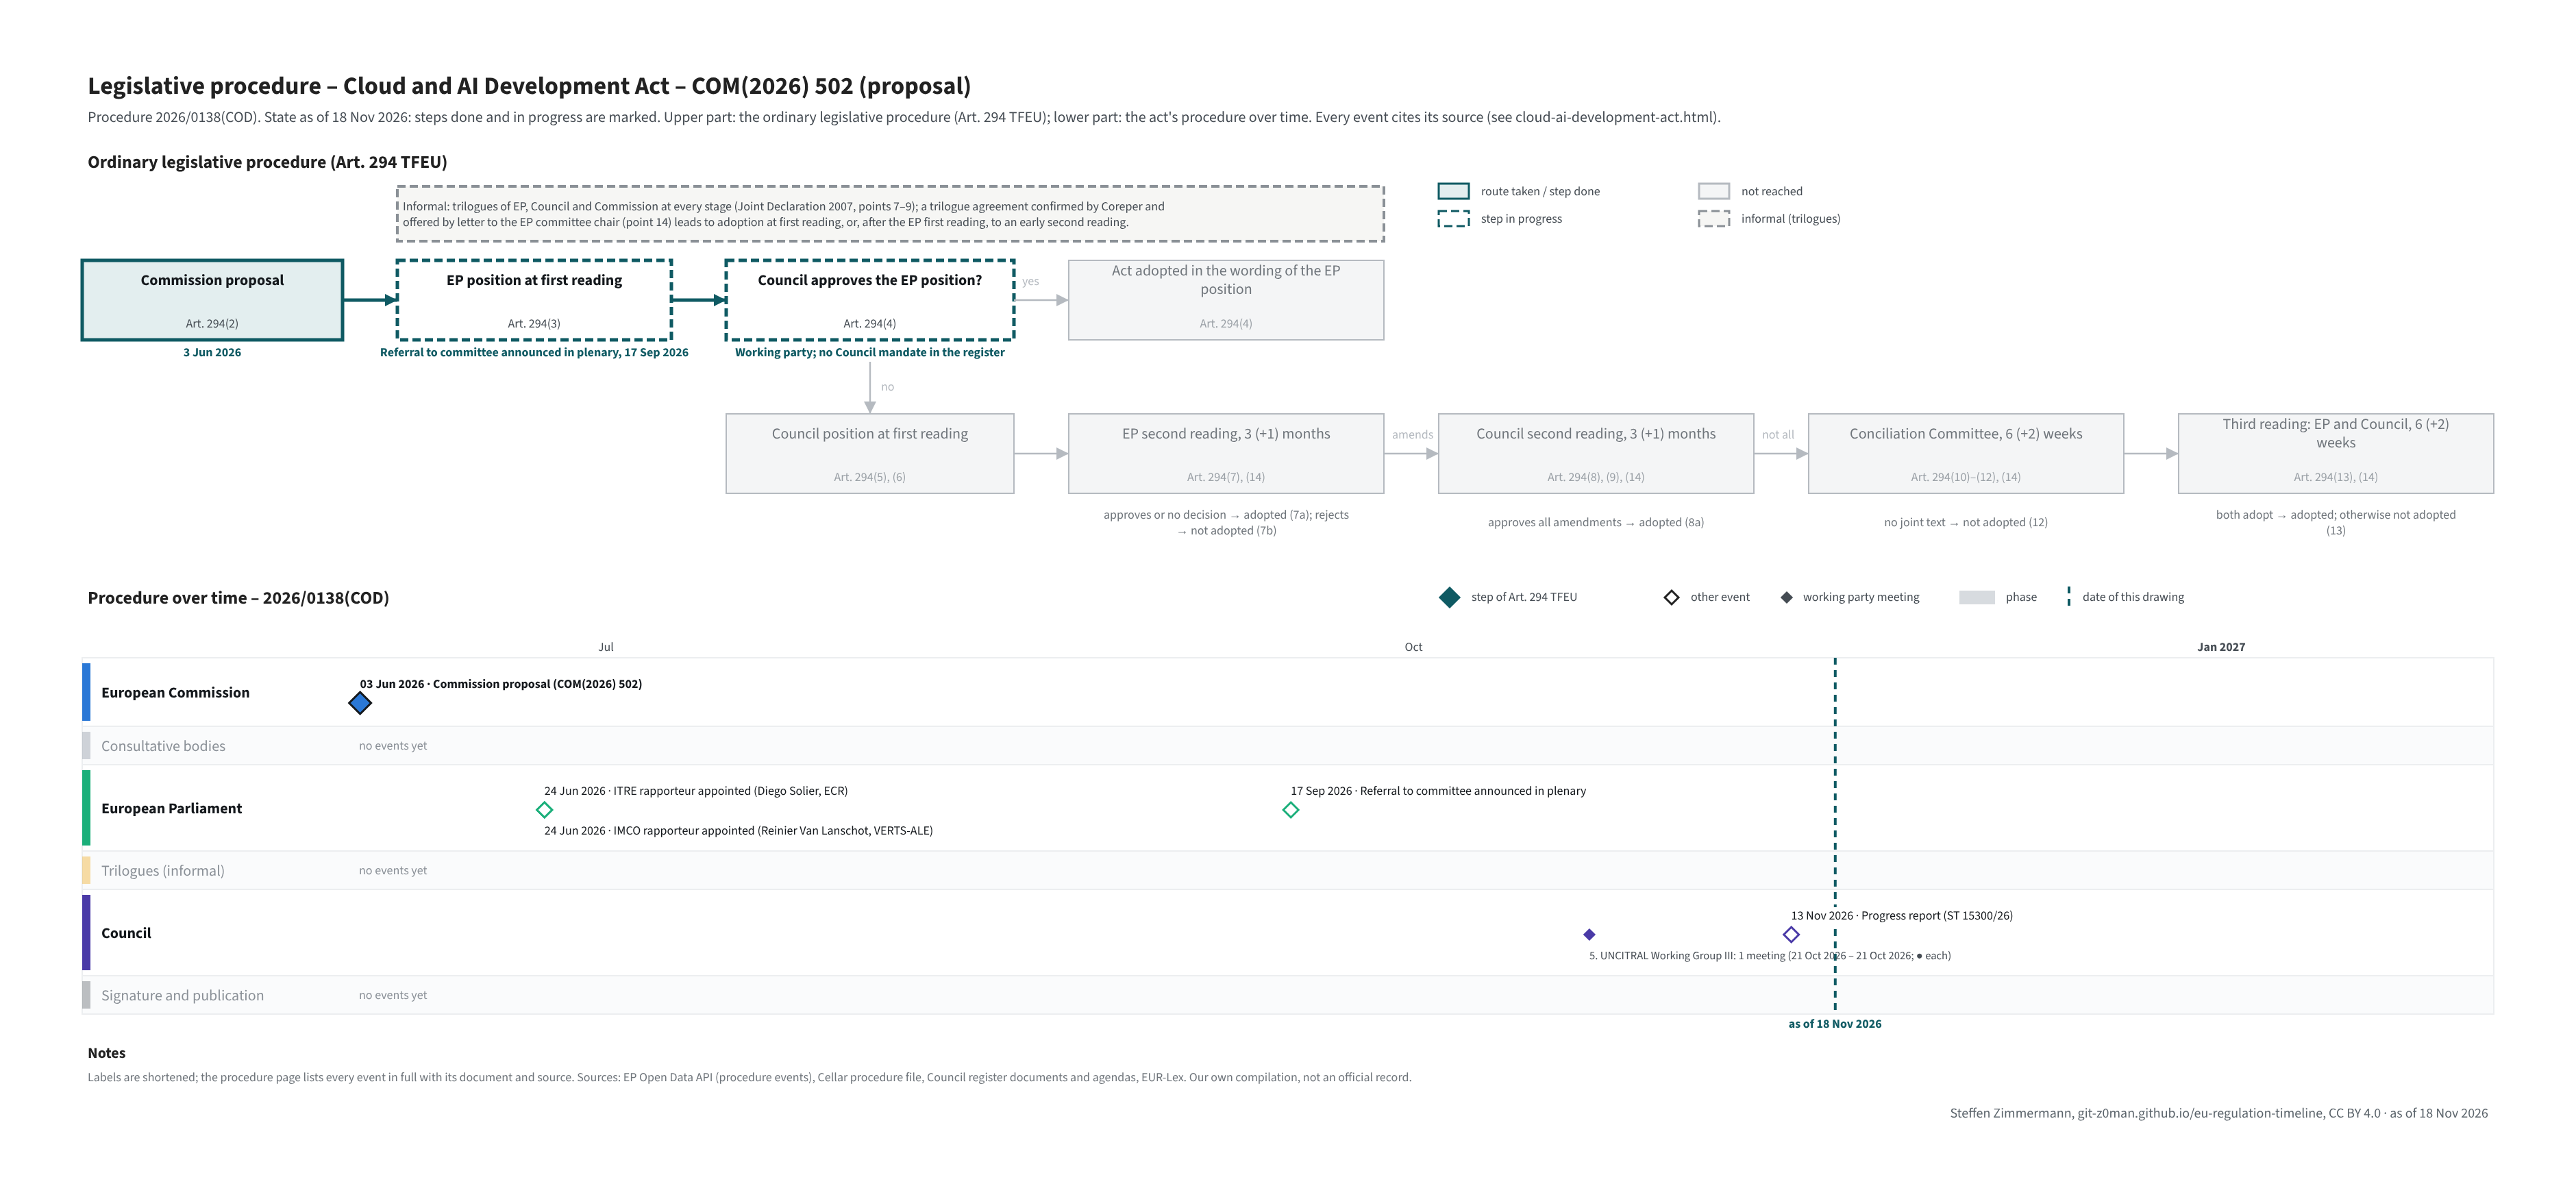 Legislative procedure – Cloud and AI Development Act – COM(2026) 502 (proposal)
Procedure 2026/0138(COD). State as of 18 Nov 2026: steps done and in progress are marked. Upper part: the ordinary legislative procedure (Art. 294 TFEU); lower part: the act's procedure over time. Every event cites its source (see cloud-ai-development-act.html).
Ordinary legislative procedure (Art. 294 TFEU)
Informal: trilogues of EP, Council and Commission at every stage (Joint Declaration 2007, points 7–9); a trilogue agreement confirmed by Coreper and
offered by letter to the EP committee chair (point 14) leads to adoption at first reading, or, after the EP first reading, to an early second reading.
route taken / step done
not reached
step in progress
informal (trilogues)
Commission proposal
Art. 294(2)
3 Jun 2026
EP position at first reading
Art. 294(3)
Referral to committee announced in plenary, 17 Sep 2026
Council approves the EP position?
Art. 294(4)
Working party; no Council mandate in the register
yes
Act adopted in the wording of the EP
position
Art. 294(4)
no
Council position at first reading
Art. 294(5), (6)
EP second reading, 3 (+1) months
Art. 294(7), (14)
approves or no decision → adopted (7a); rejects
→ not adopted (7b)
amends
Council second reading, 3 (+1) months
Art. 294(8), (9), (14)
approves all amendments → adopted (8a)
not all
Conciliation Committee, 6 (+2) weeks
Art. 294(10)–(12), (14)
no joint text → not adopted (12)
Third reading: EP and Council, 6 (+2)
weeks
Art. 294(13), (14)
both adopt → adopted; otherwise not adopted
(13)
Procedure over time – 2026/0138(COD)
step of Art. 294 TFEU
other event
working party meeting
phase
date of this drawing
Jul
Oct
Jan 2027
European Commission
03 Jun 2026 · Commission proposal (COM(2026) 502)
Consultative bodies
no events yet
European Parliament
24 Jun 2026 · ITRE rapporteur appointed (Diego Solier, ECR)
24 Jun 2026 · IMCO rapporteur appointed (Reinier Van Lanschot, VERTS-ALE)
17 Sep 2026 · Referral to committee announced in plenary
Trilogues (informal)
no events yet
Council
13 Nov 2026 · Progress report (ST 15300/26)
5. UNCITRAL Working Group III: 1 meeting (21 Oct 2026 – 21 Oct 2026; ● each)
Signature and publication
no events yet
as of 18 Nov 2026
Notes
Labels are shortened; the procedure page lists every event in full with its document and source. Sources: EP Open Data API (procedure events), Cellar procedure file, Council register documents and agendas, EUR-Lex. Our own compilation, not an official record.
Steffen Zimmermann, git-z0man.github.io/eu-regulation-timeline, CC BY 4.0 · as of 18 Nov 2026